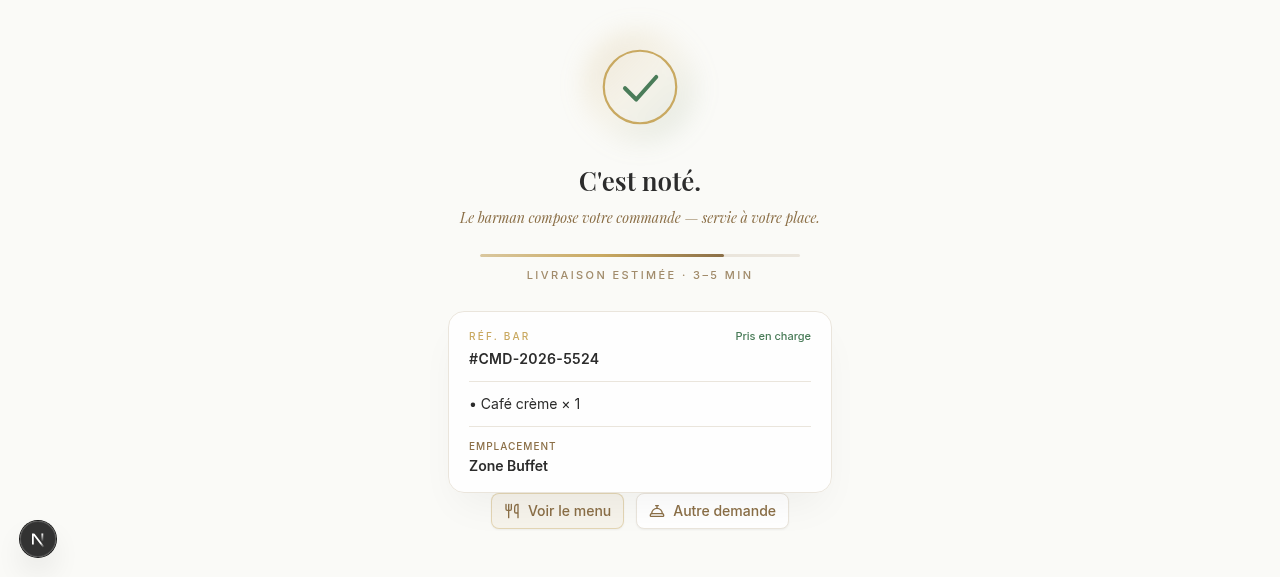 C'est noté.
Le barman compose votre commande — servie à votre place.
LIVRAISON ESTIMÉE · 3–5 MIN
RÉF. BAR
Pris en charge
#CMD-2026-5524
• Café crème × 1
EMPLACEMENT
Zone Buffet
Voir le menu
Autre demande
N